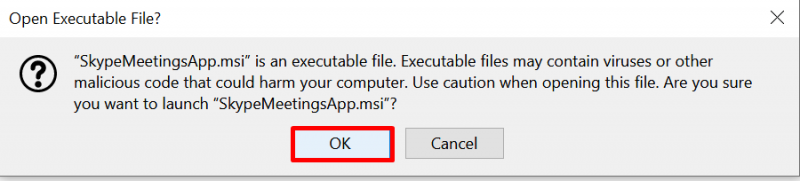 Open Executable File?
“SkypeMeetingsApp.msi” is an executable file. Executable files may contain viruses or other
malicious code that could harm your computer. Use caution when opening this file. Are you sure
you want to launch “SkypeMeetingsApp.msi”?
OK
Cancel